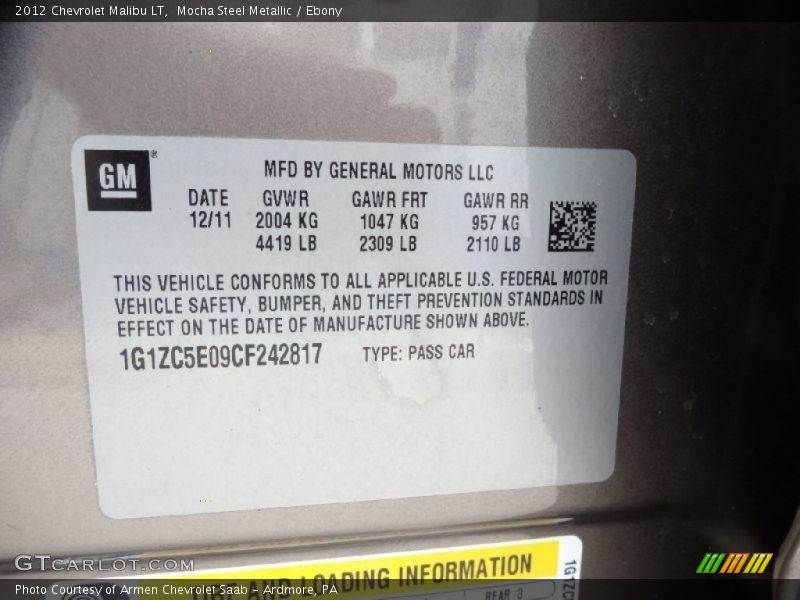 2012 Chevrolet Malibu LT, Mocha Steel Metallic / Ebony
GM ®
MFD BY GENERAL MOTORS LLC
DATE GVWR GAWR FRT GAWR RR
12/11 2004 KG 1047 KG 957 KG
4419 LB 2309 LB 2110 LB
THIS VEHICLE CONFORMS TO ALL APPLICABLE U.S. FEDERAL MOTOR
VEHICLE SAFETY, BUMPER, AND THEFT PREVENTION STANDARDS IN
EFFECT ON THE DATE OF MANUFACTURE SHOWN ABOVE.
1G1ZC5E09CF242817 TYPE: PASS CAR
GTCARLOT.COM
AND LOADING INFORMATION
REAR 3
Photo Courtesy of Armen Chevrolet Saab - Ardmore, PA